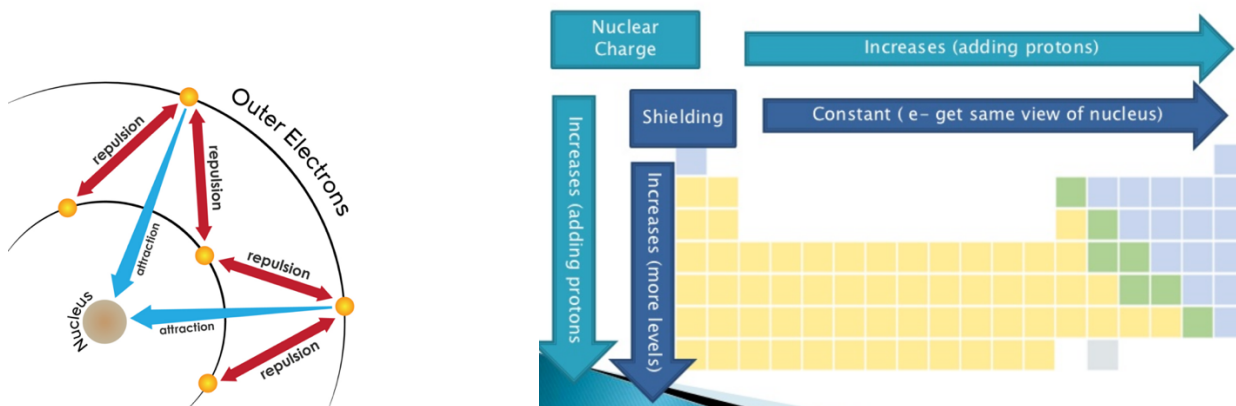 Outer Electrons
repulsion
repulsion
attraction
repulsion
attraction
repulsion
Nucleus
Nuclear
Charge
Increases (adding protons)
Shielding
Constant ( e- get same view of nucleus)
Increases (adding protons
Increases (more levels)